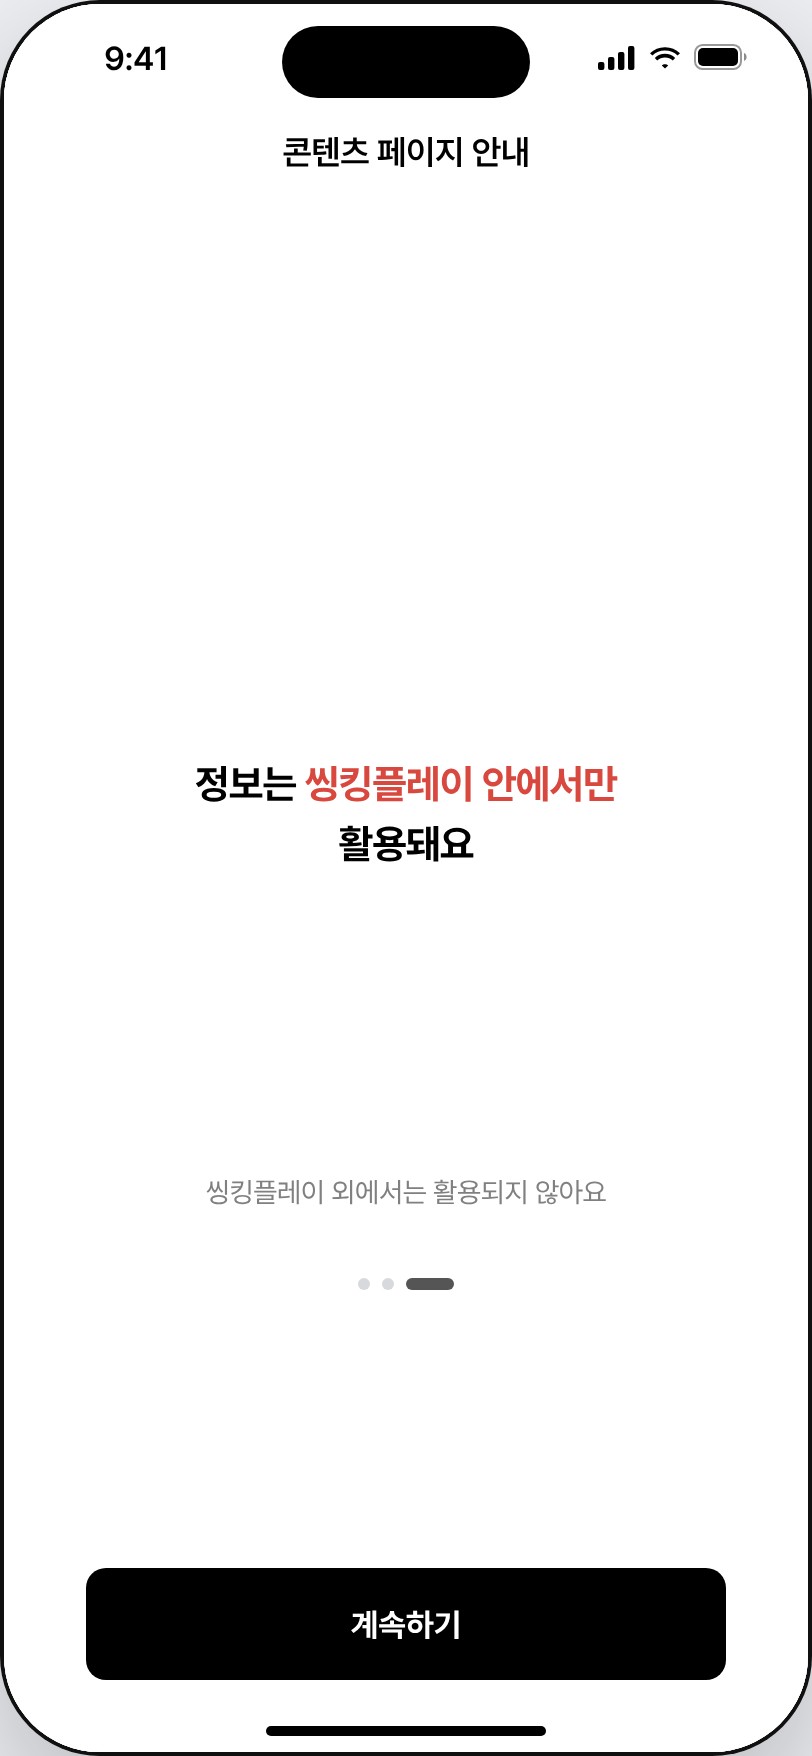 9:41
콘텐츠 페이지 안내
정보는 씽킹플레이 안에서만
활용돼요
씽킹플레이 외에서는 활용되지 않아요
계속하기